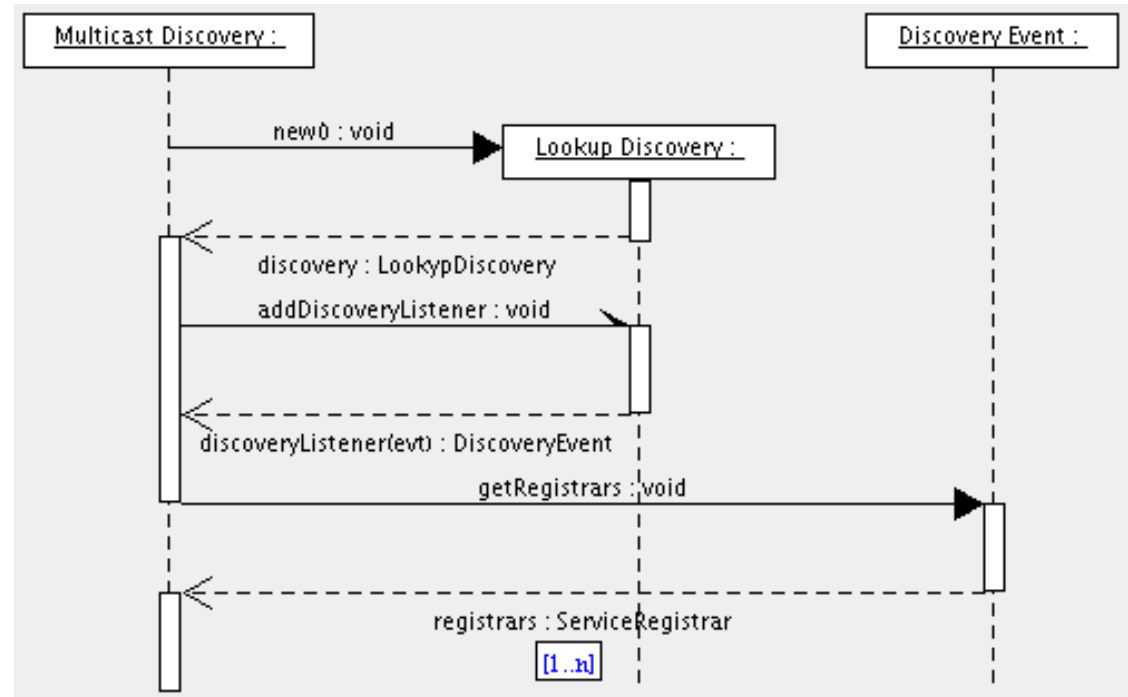 Multicast Discovery :
Discovery Event :
new() : void
Lookup Discovery :
discovery : LookypDiscovery
addDiscoveryListener : void
discoveryListener(evt) : DiscoveryEvent
getRegistrars : void
registrars : ServiceRegistrar
[1..n]